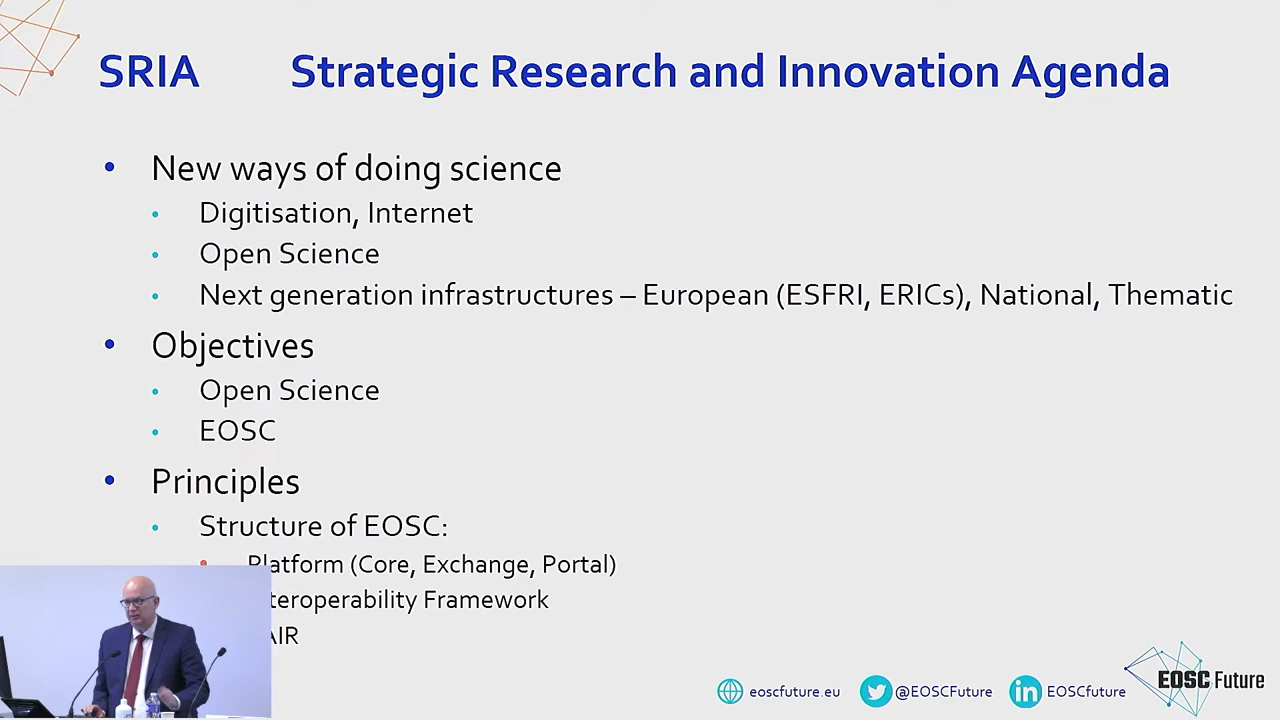 SRIA Strategic Research and Innovation Agenda
• New ways of doing science
• Digitisation, Internet
• Open Science
• Next generation infrastructures – European (ESFRI, ERICs), National, Thematic
• Objectives
• Open Science
• EOSC
• Principles
• Structure of EOSC:
• Platform (Core, Exchange, Portal)
teroperability Framework
AIR
eoscfuture.eu @EOSCFuture in EOSCfuture EOSC Future